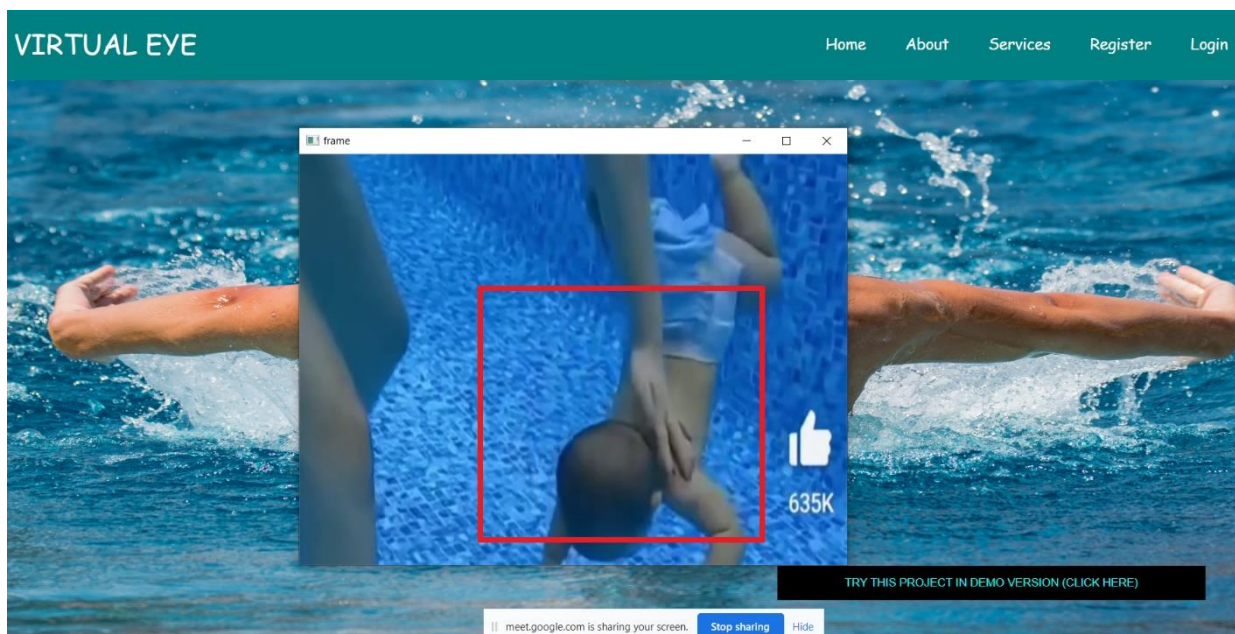 VIRTUAL EYE
Home About Services Register Login
frame
635K
TRY THIS PROJECT IN DEMO VERSION (CLICK HERE)
meet.google.com is sharing your screen. Stop sharing Hide